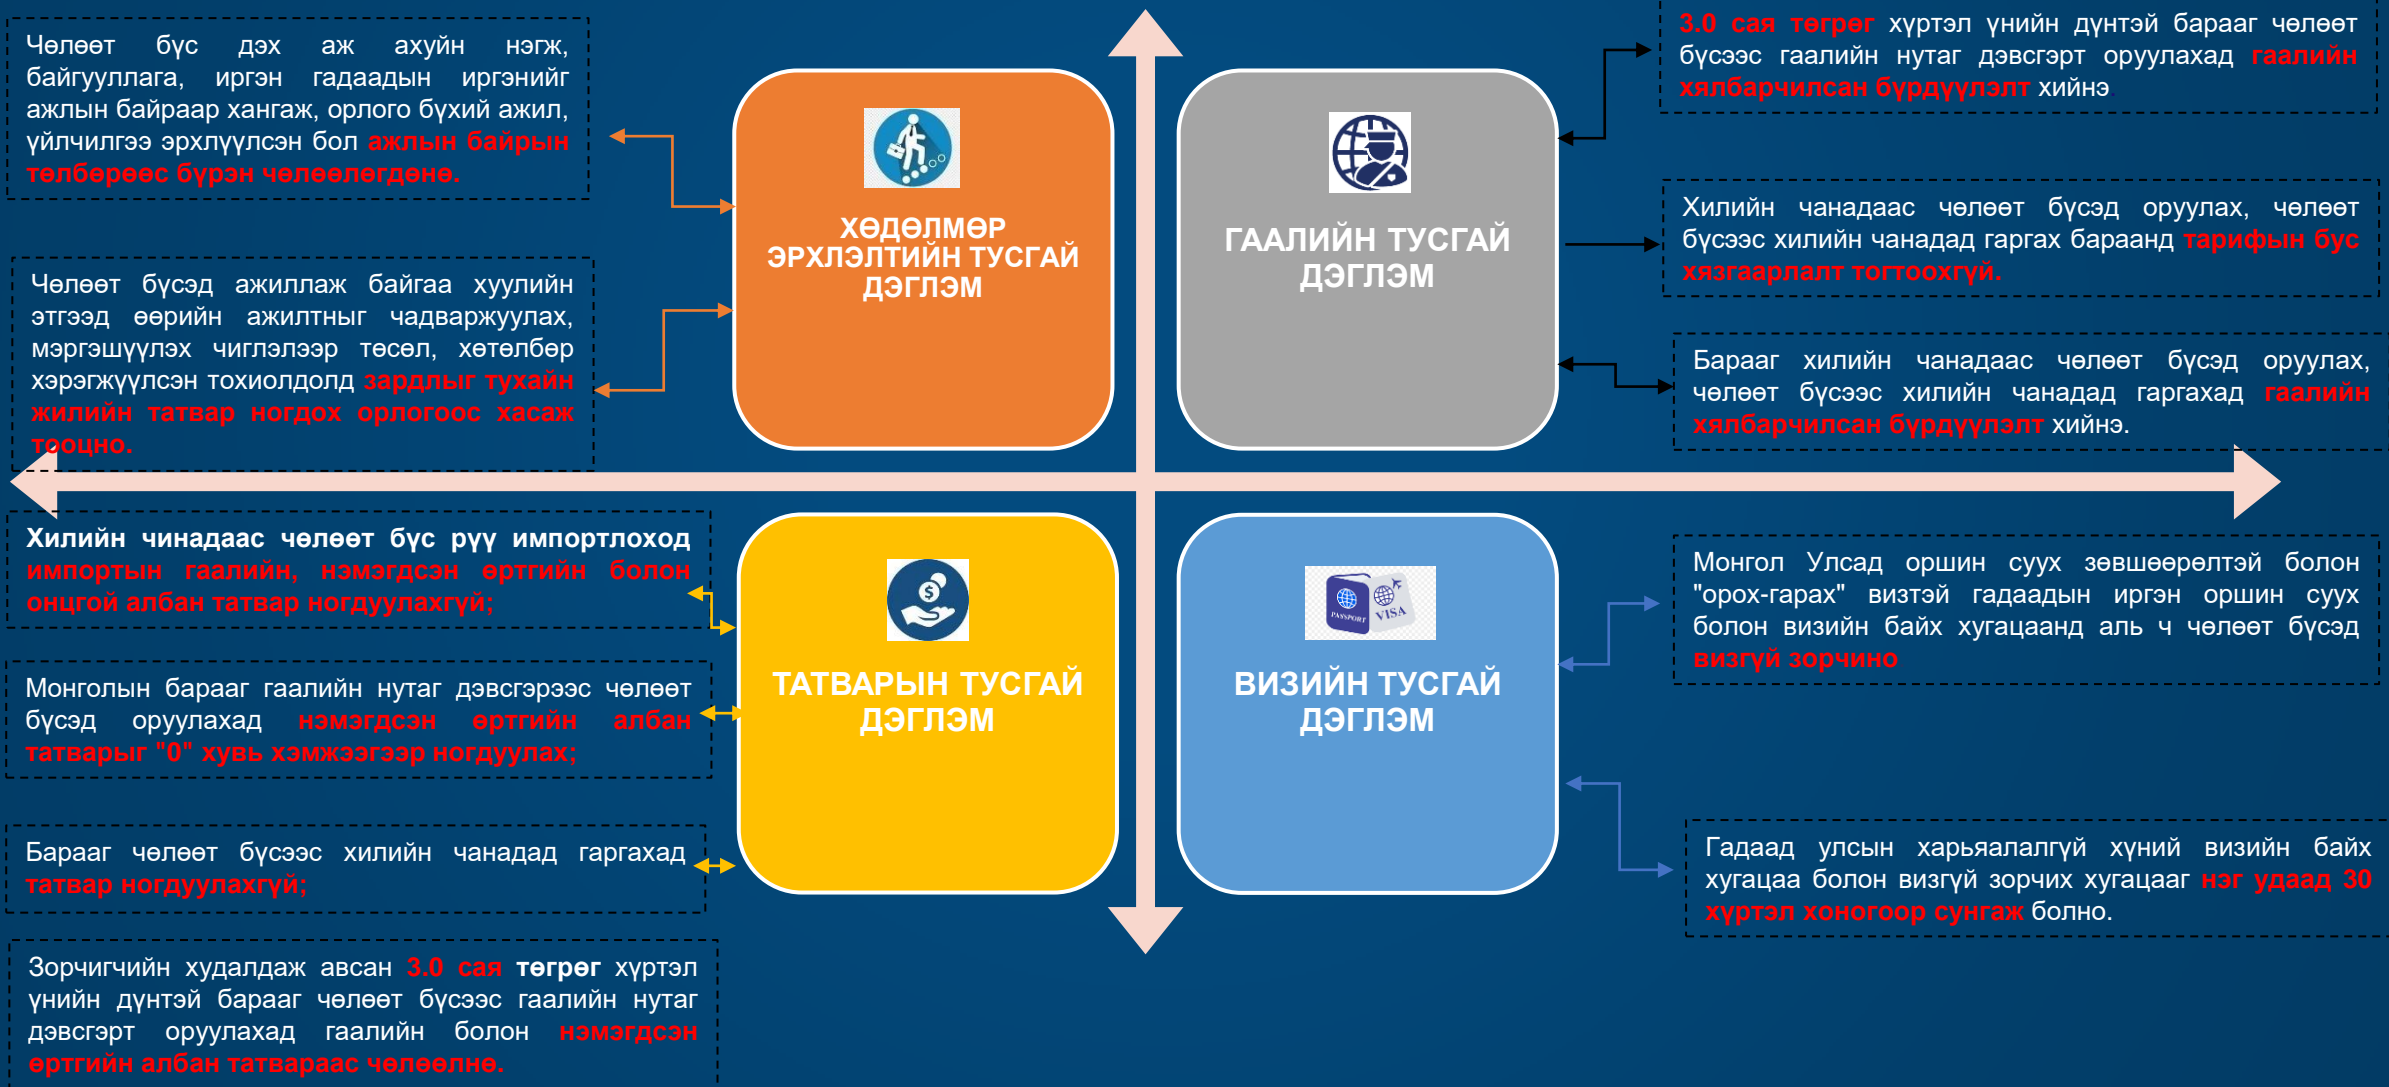 Чөлөөт бүс дэх аж ахуйн нэгж,
байгууллага, иргэн гадаадын иргэнийг
ажлын байраар хангаж, орлого бүхий ажил,
үйлчилгээ эрхлүүлсэн бол ажлын байрын
төлбөрөөс бүрэн чөлөөлөгдөнө.
Чөлөөт бүсэд ажиллаж байгаа хуулийн
этгээд өөрийн ажилтныг чадваржуулах,
мэргэшүүлэх чиглэлээр төсөл, хөтөлбөр
хэрэгжүүлсэн тохиолдолд зардлыг тухайн
жилийн татвар ногдох орлогоос хасаж
тооцно.
ХӨДӨЛМӨР
ЭРХЛЭЛТИЙН ТУСГАЙ
ДЭГЛЭМ
ГААЛИЙН ТУСГАЙ
ДЭГЛЭМ
3.0 сая төгрөг хүртэл үнийн дүнтэй барааг чөлөөт
бүсээс гаалийн нутаг дэвсгэрт оруулахад гаалийн
хялбарчилсан бүрдүүлэлт хийнэ.
Хилийн чанадаас чөлөөт бүсэд оруулах, чөлөөт
бүсээс хилийн чанадад гаргах бараанд тарифын бус
хязгаарлалт тогтоохгүй.
Барааг хилийн чанадаас чөлөөт бүсэд оруулах,
чөлөөт бүсээс хилийн чанадад гаргахад гаалийн
хялбарчилсан бүрдүүлэлт хийнэ.
Хилийн чинадаас чөлөөт бүс рүү импортлоход
импортын гаалийн, нэмэгдсэн өртгийн болон
онцгой албан татвар ногдуулахгүй;
Монголын барааг гаалийн нутаг дэвсгэрээс чөлөөт
бүсэд оруулахад нэмэгдсэн өртгийн албан
татварыг "0" хувь хэмжээгээр ногдуулах;
Барааг чөлөөт бүсээс хилийн чанадад гаргахад
татвар ногдуулахгүй;
Зорчигчийн худалдаж авсан 3.0 сая төгрөг хүртэл
үнийн дүнтэй барааг чөлөөт бүсээс гаалийн нутаг
дэвсгэрт оруулахад гаалийн болон нэмэгдсэн
өртгийн албан татвараас чөлөөлнө.
$
ТАТВАРЫН ТУСГАЙ
ДЭГЛЭМ
PASSPORT VISA
ВИЗИЙН ТУСГАЙ
ДЭГЛЭМ
Монгол Улсад оршин суух зөвшөөрөлтэй болон
"орох-гарах" визтэй гадаадын иргэн оршин суух
болон визийн байх хугацаанд аль ч чөлөөт бүсэд
визгүй зорчино
Гадаад улсын харьяалалгүй хүний визийн байх
хугацаа болон визгүй зорчих хугацааг нэг удаад 30
хүртэл хоногоор сунгаж болно.